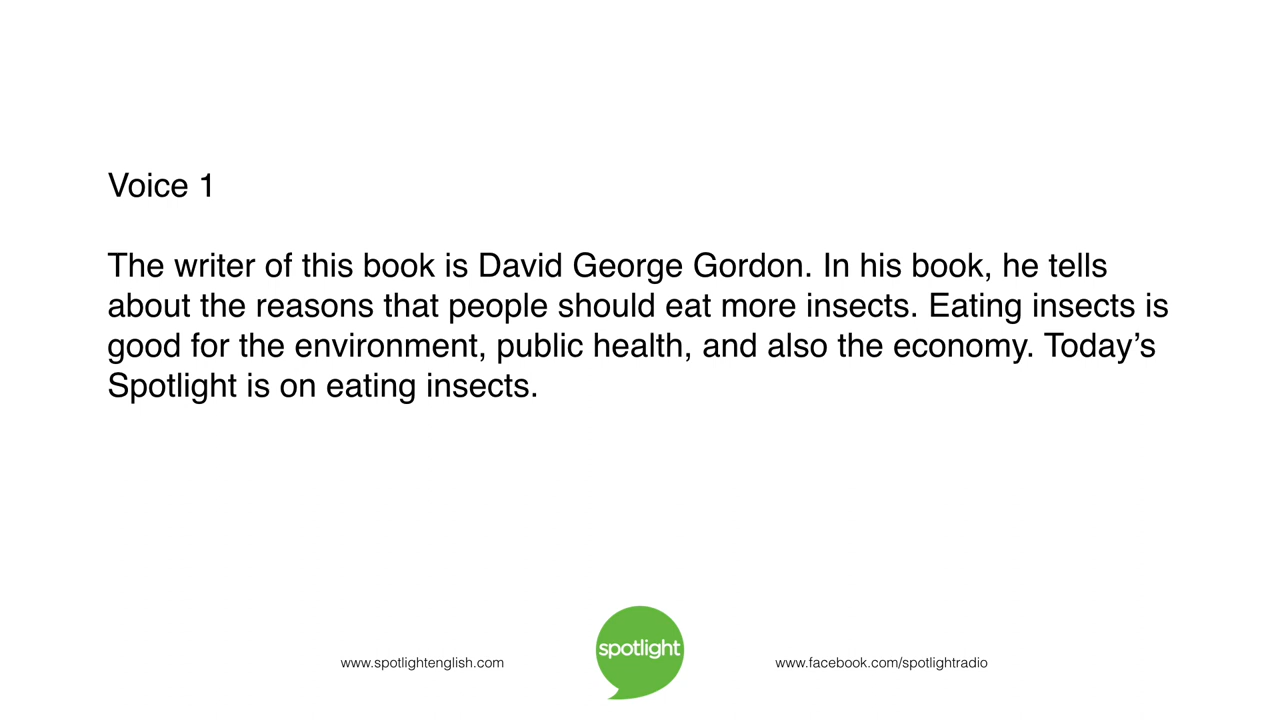 Voice 1
The writer of this book is David George Gordon. In his book, he tells
about the reasons that people should eat more insects. Eating insects is
good for the environment, public health, and also the economy. Today’s
Spotlight is on eating insects.
spotlight
www.spotlightenglish.com
www.facebook.com/spotlightradio